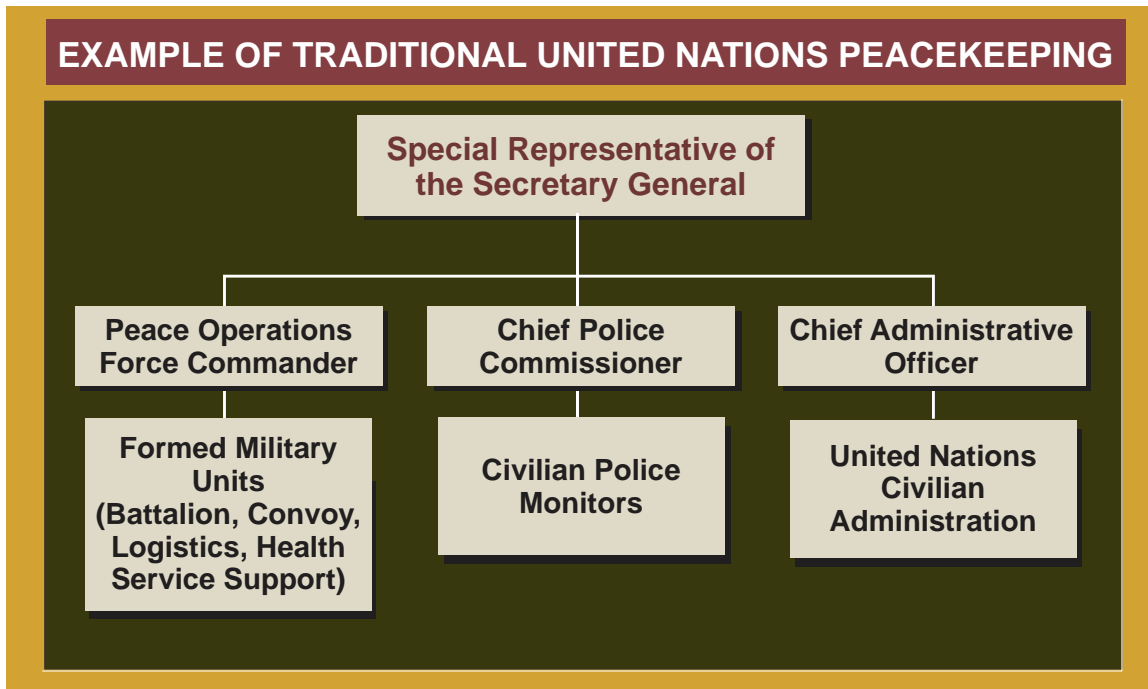 EXAMPLE OF TRADITIONAL UNITED NATIONS PEACEKEEPING
Special Representative of
the Secretary General
Peace Operations
Force Commander
Chief Police
Commissioner
Chief Administrative
Officer
Formed Military
Units
(Battalion, Convoy,
Logistics, Health
Service Support)
Civilian Police
Monitors
United Nations
Civilian
Administration